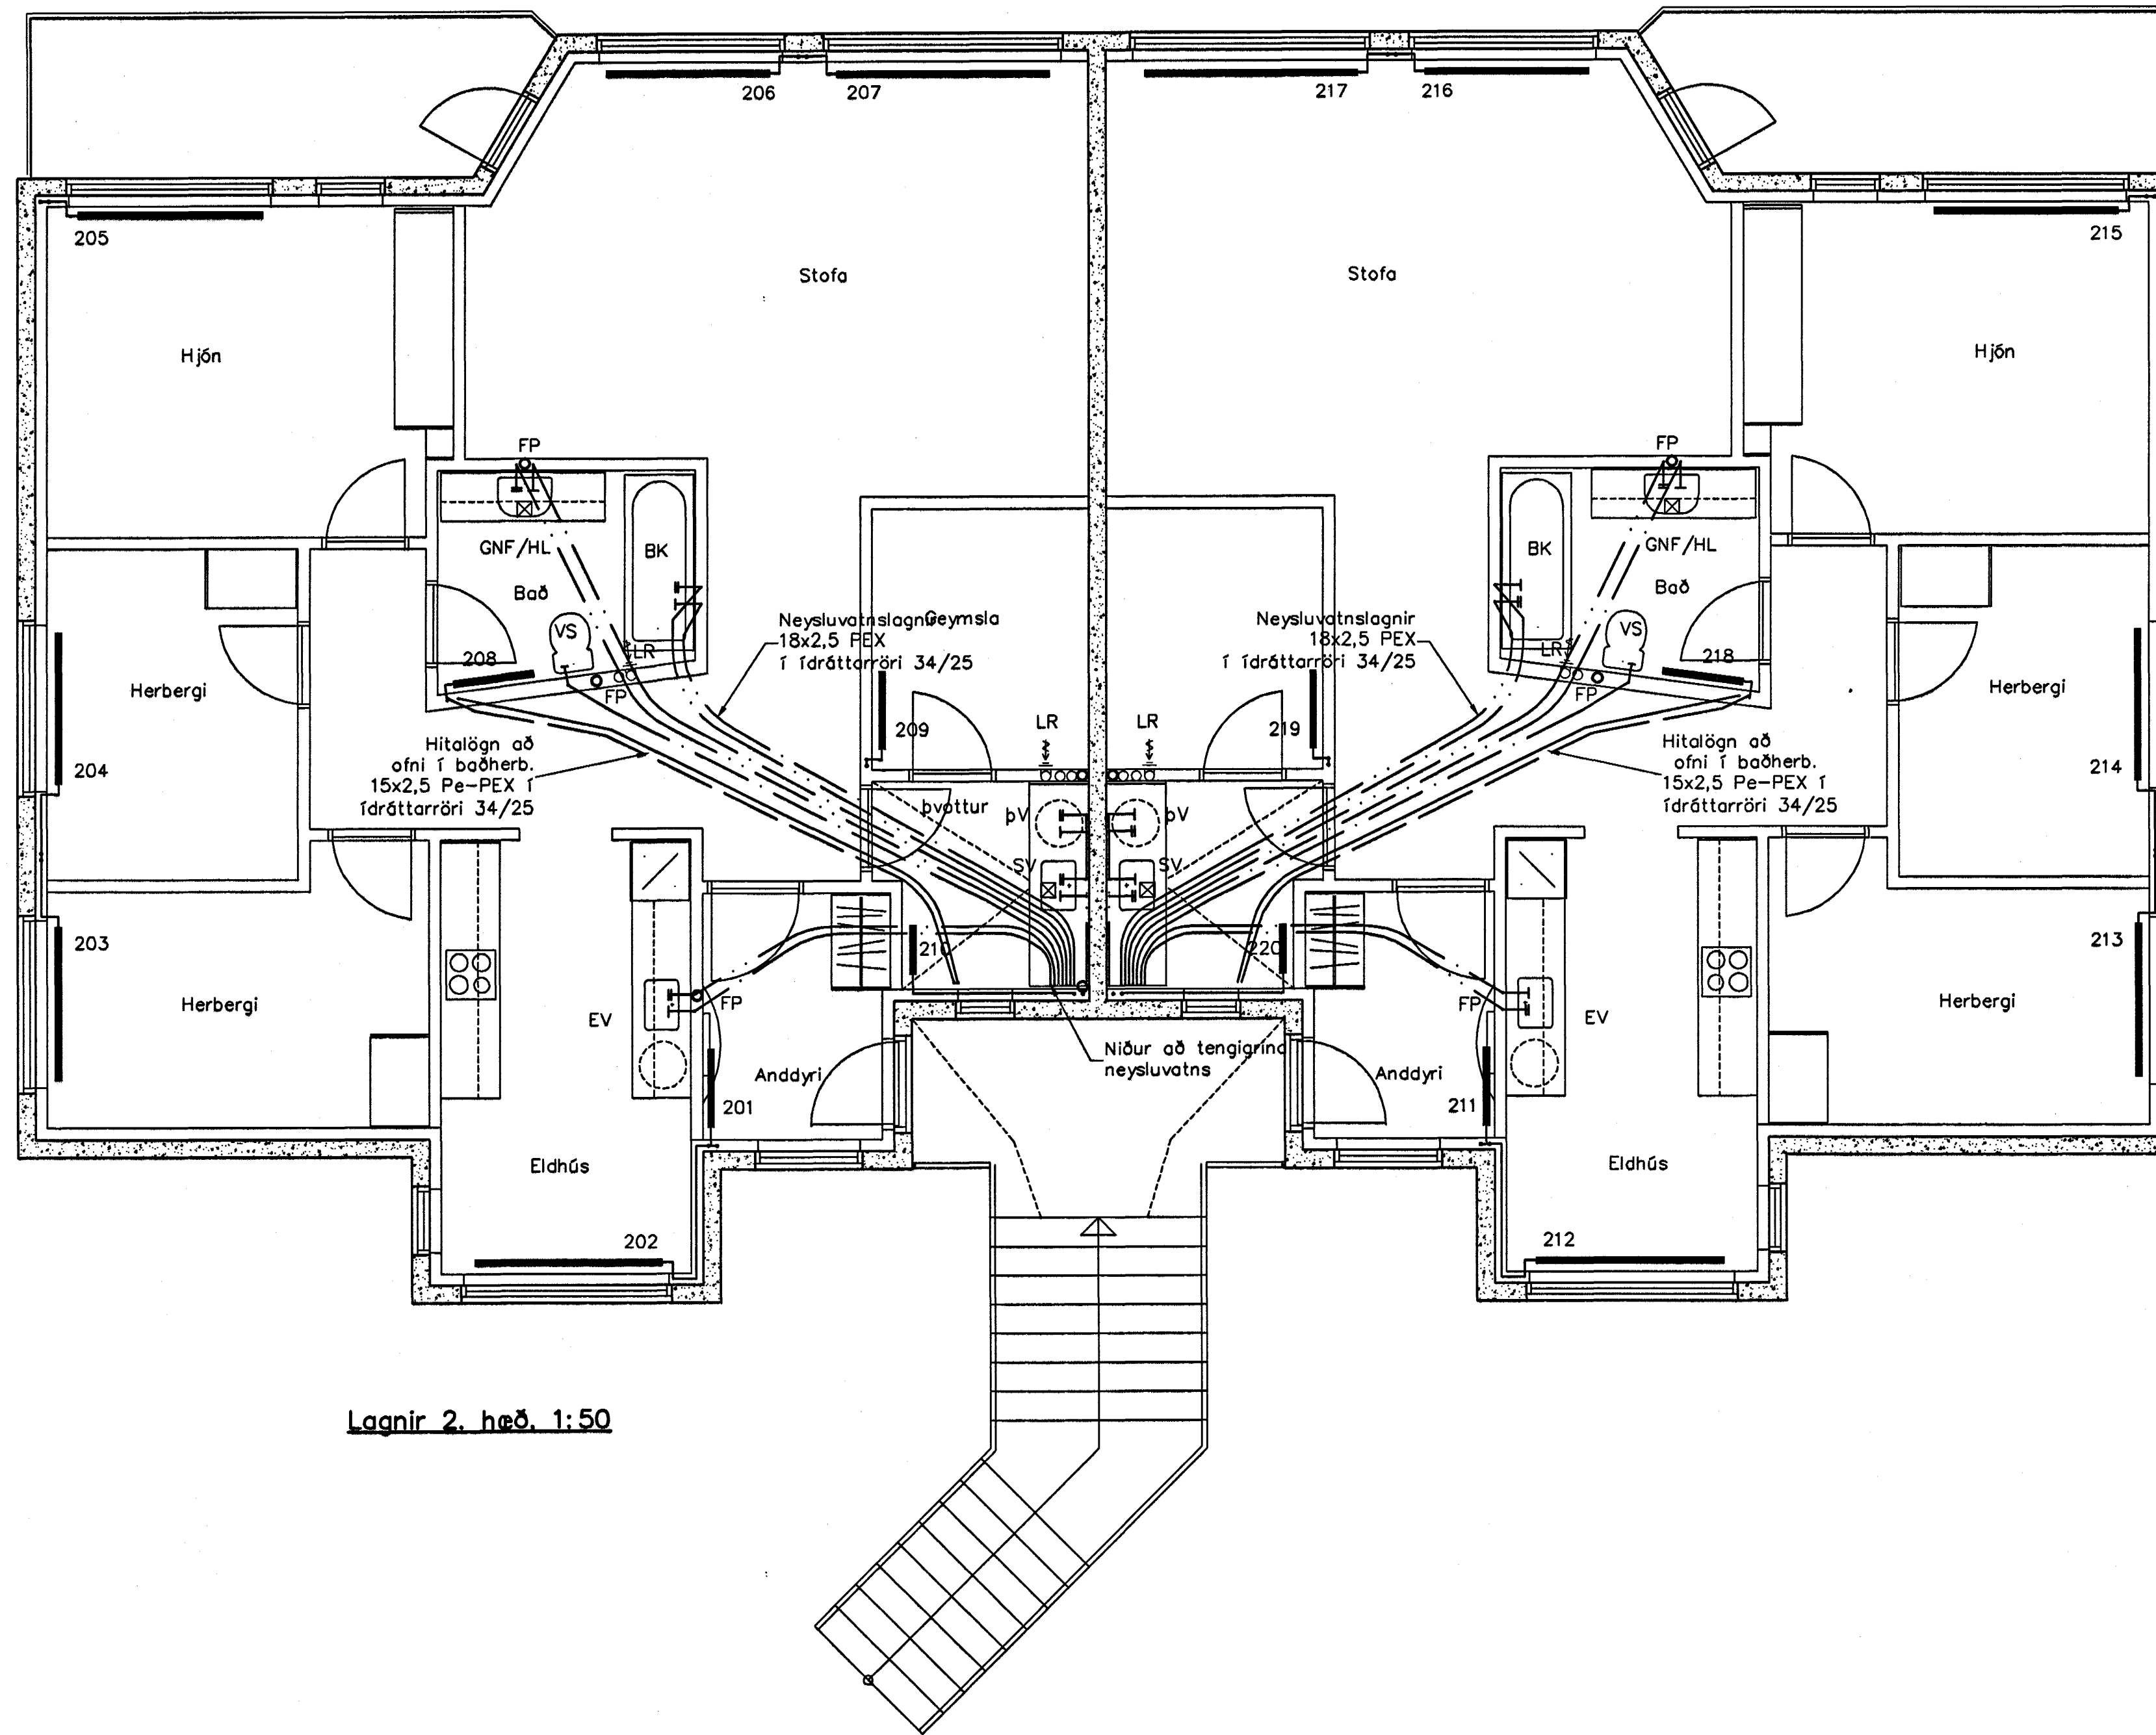 206
207
217
216
205
215
Stofa
Stofa
Hjón
Hjón
FP
FP
GNF/HL
BK
BK
GNF/HL
Bað
Bað
Neysluvatnslagnir
18x2,5 PEX
í ídráttarröri 34/25
Geymsla
Neysluvatnslagnir
18x2,5 PEX
í ídráttarröri 34/25
VS
LR
208
FP
VS
LR
218
FP
Herbergi
Herbergi
209
LR
LR
219
Hitalögn að
ofni í baðherb.
15x2,5 Pe-PEX í
ídráttarröri 34/25
Hitalögn að
ofni í baðherb.
15x2,5 Pe-PEX í
ídráttarröri 34/25
204
214
þvottur
þV
þV
SV
SV
203
213
210
220
Herbergi
Herbergi
FP
FP
EV
EV
Niður að tengigrind
neysluvatns
Anddyri
Anddyri
201
211
Eldhús
Eldhús
202
212
Lagnir 2. hæð. 1:50